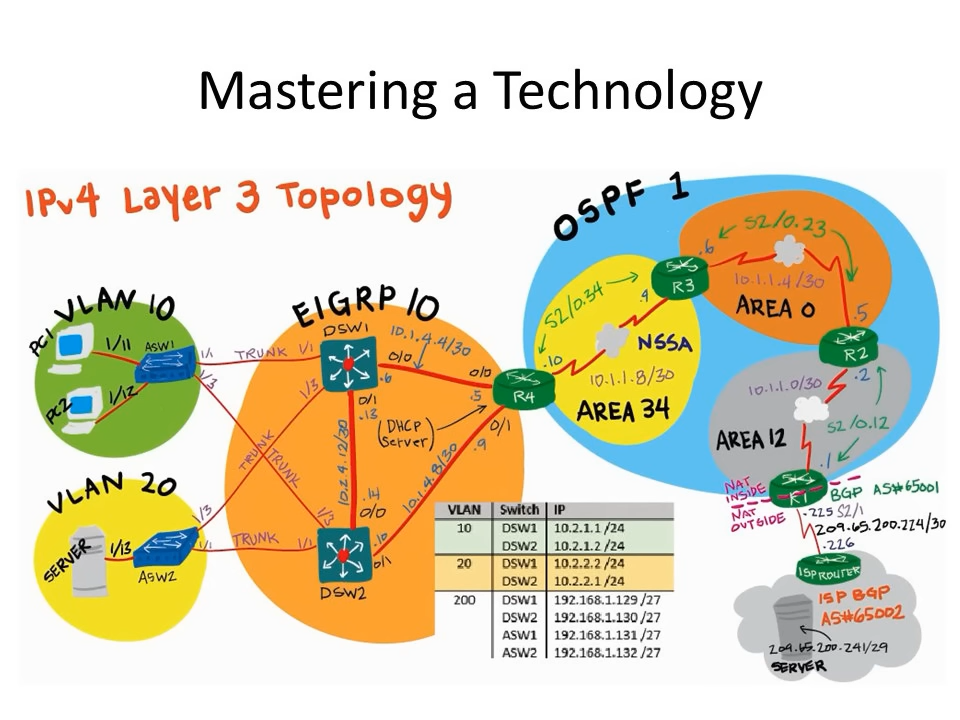 Mastering a Technology
IPv4 Layer 3 Topology
OSPF 1
S2/0.23
.6
10.1.1.4/30
AREA 0
R3
.9
S2/0.34
NSSA
.10
10.1.1.8/30
AREA 34
.5
R2
.2
10.1.1.0/30
S2/0.12
AREA 12
.1
R1
NAT INSIDE
NAT OUTSIDE
BGP AS#65001
.225 S2/1
209.65.200.224/30
.226
ISP ROUTER
ISP BGP
AS#65002
209.65.200.241/29
SERVER
VLAN 10
PC1
1/11
ASW1
1/1
TRUNK
1/1
1/3
PC2
1/12
EIGRP 10
DSW1
10.1.4.4/30
0/0
.6
0/0
.5
R4
0/1
.9
0/1
.13
1/3
(DHCP
Server)
10.2.4.12/30
10.1.4.8/30
TRUNK
TRUNK
.14
0/0
.10
0/1
1/3
DSW2
VLAN 20
SERVER
1/13
ASW2
1/3
1/1
TRUNK
1/1
VLAN Switch IP
10 DSW1 10.2.1.1 /24
DSW2 10.2.1.2 /24
20 DSW1 10.2.2.2 /24
DSW2 10.2.2.1 /24
200 DSW1 192.168.1.129 /27
DSW2 192.168.1.130 /27
ASW1 192.168.1.131 /27
ASW2 192.168.1.132 /27